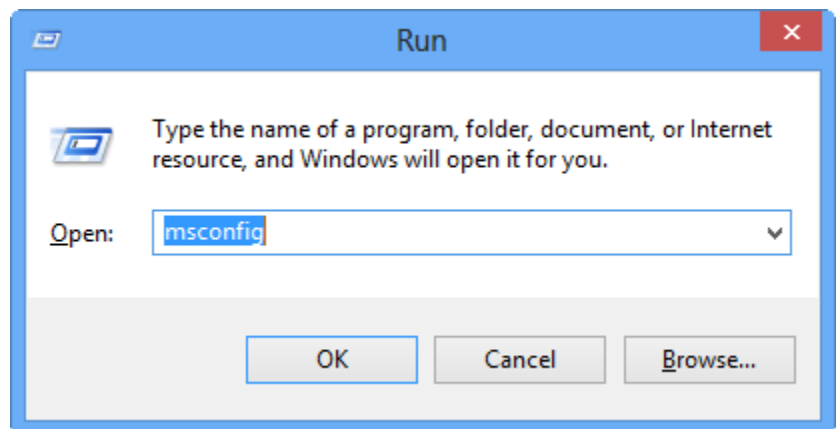 Run
Type the name of a program, folder, document, or Internet
resource, and Windows will open it for you.
Open: msconfig
OK Cancel Browse...